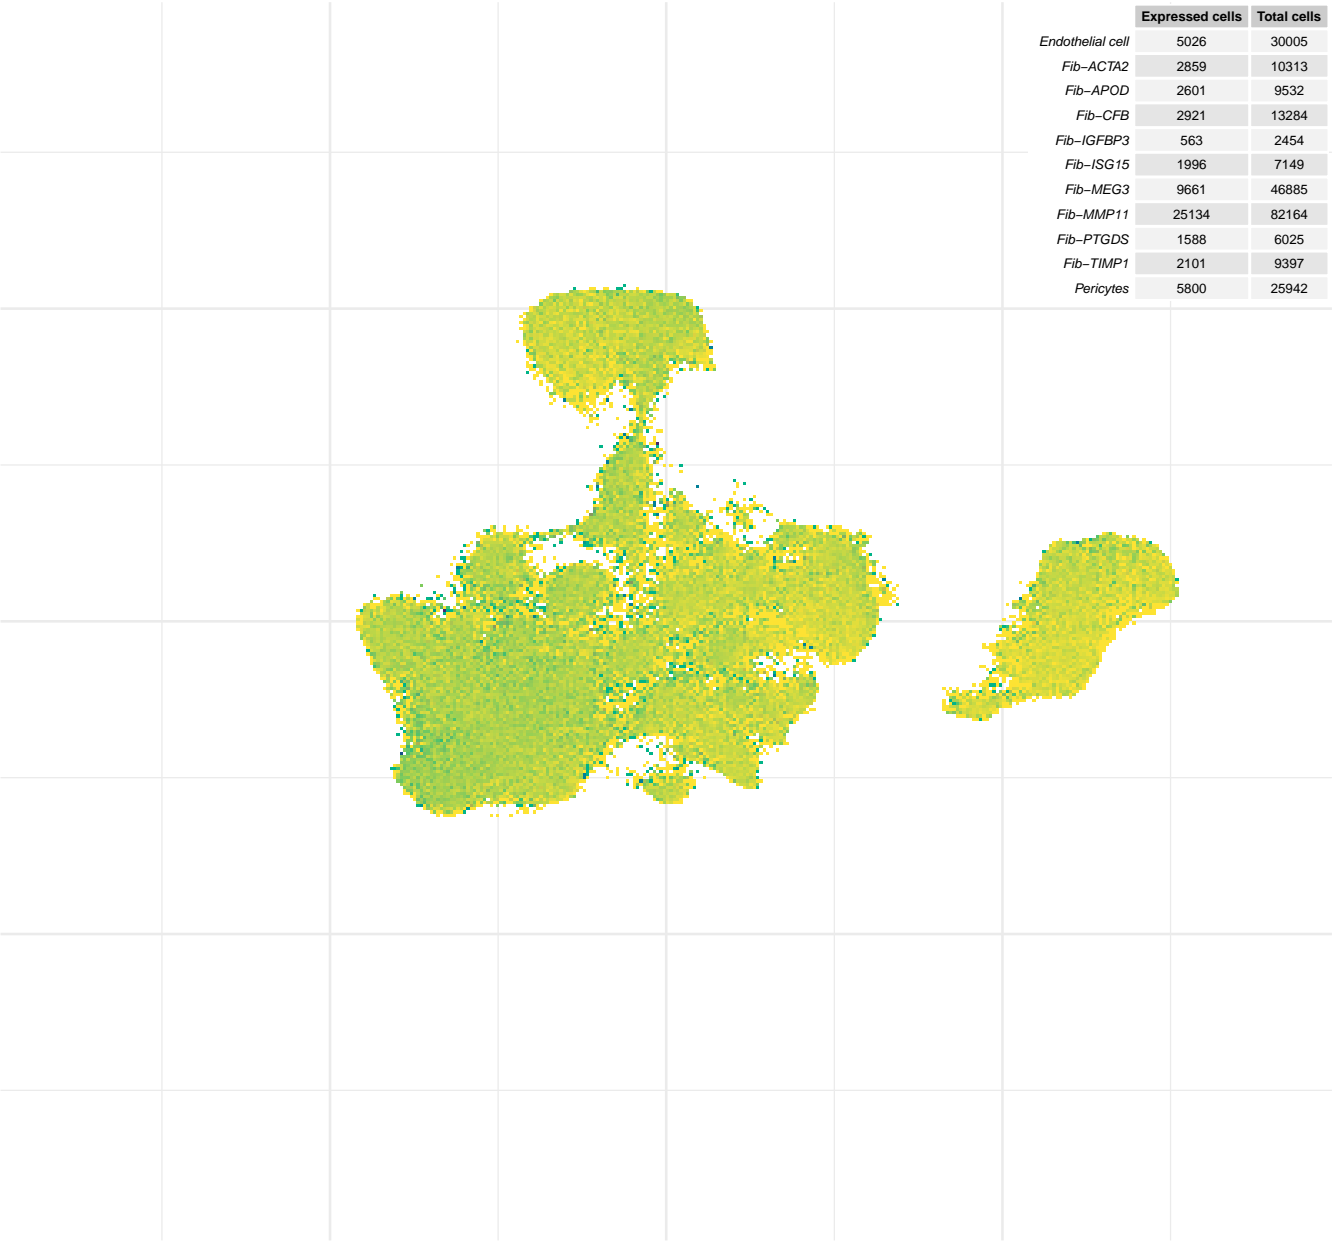 Expressed cells Total cells
Endothelial cell 5026 30005
Fib−ACTA2 2859 10313
Fib−APOD 2601 9532
Fib−CFB 2921 13284
Fib−IGFBP3 563 2454
Fib−ISG15 1996 7149
Fib−MEG3 9661 46885
Fib−MMP11 25134 82164
Fib−PTGDS 1588 6025
Fib−TIMP1 2101 9397
Pericytes 5800 25942